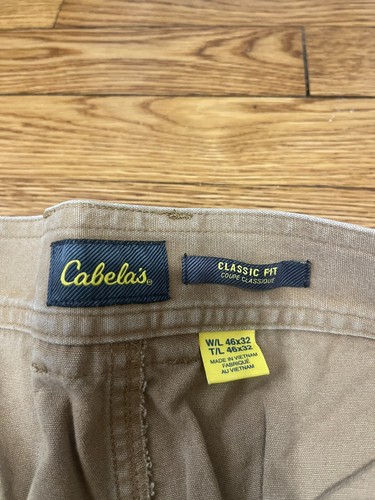 Cabela's®
CLASSIC FIT
COUPE CLASSIQUE
W/L 46x32
T/L 46x32
MADE IN VIETNAM
FABRIQUÉ
AU VIETNAM